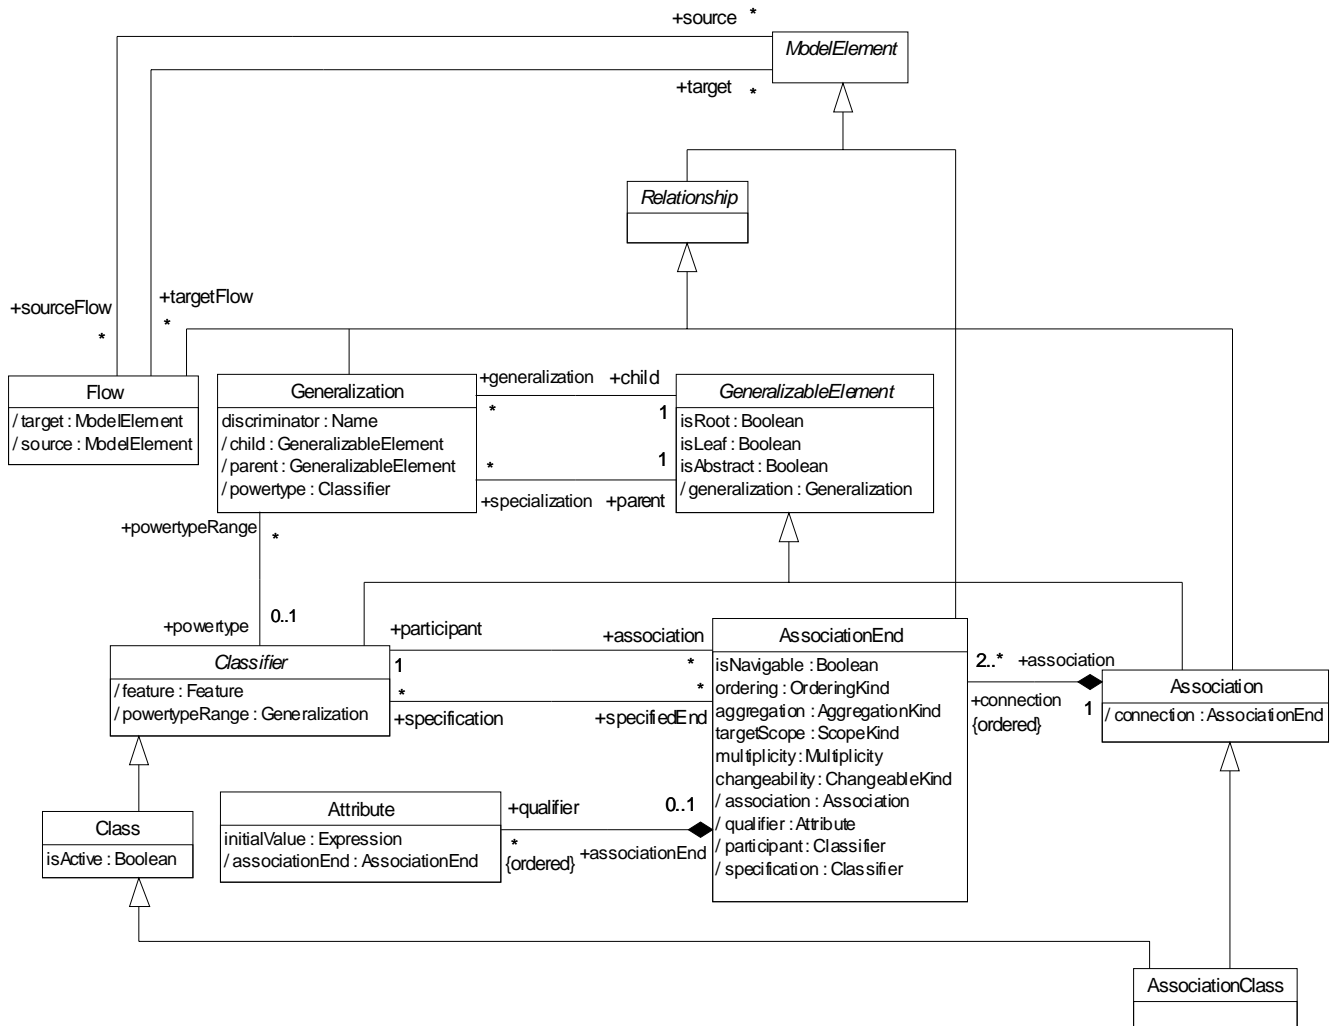 +source *
ModelElement
+target *
Relationship
+sourceFlow
*
+targetFlow
*
Flow
/ target : ModelElement
/ source : ModelElement
Generalization
discriminator : Name
/ child : GeneralizableElement
/ parent : GeneralizableElement
/ powertype : Classifier
+generalization +child
* 1
* 1
+specialization +parent
GeneralizableElement
isRoot : Boolean
isLeaf : Boolean
isAbstract : Boolean
/ generalization : Generalization
+powertypeRange *
+powertype 0..1
Classifier
/ feature : Feature
/ powertypeRange : Generalization
+participant +association
1 *
* *
+specification +specifiedEnd
AssociationEnd
isNavigable : Boolean
ordering : OrderingKind
aggregation : AggregationKind
targetScope : ScopeKind
multiplicity : Multiplicity
changeability : ChangeableKind
/ association : Association
/ qualifier : Attribute
/ participant : Classifier
/ specification : Classifier
2..* +association
+connection 1
{ordered}
Association
/ connection : AssociationEnd
Class
isActive : Boolean
Attribute
initialValue : Expression
/ associationEnd : AssociationEnd
+qualifier 0..1
*
{ordered} +associationEnd
AssociationClass